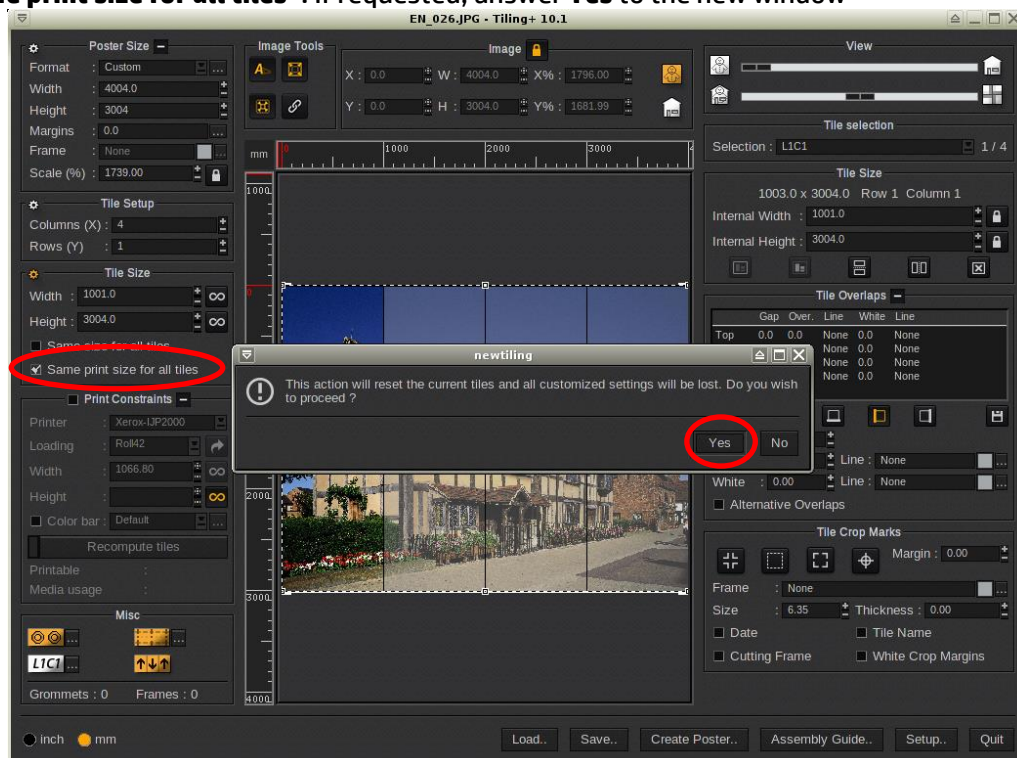 e print size for all tiles" . If requested, answer Yes to the new window
EN_026.JPG - Tiling+ 10.1
Poster Size
Format : Custom
Width : 4004.0
Height : 3004
Margins : 0.0
Frame : None
Scale (%) : 1739.00
Tile Setup
Columns (X) : 4
Rows (Y) : 1
Tile Size
Width : 1001.0
Height : 3004.0
Same size for all tiles
Same print size for all tiles
Print Constraints
Printer : Xerox-IJP2000
Loading : Roll42
Width : 1066.80
Height :
Color bar : Default
Recompute tiles
Printable :
Media usage :
Misc
L1C1
Grommets : 0 Frames : 0
inch mm
Image Tools
Image
X : 0.0 W : 4004.0 X% : 1796.00
Y : 0.0 H : 3004.0 Y% : 1681.99
mm 0 1000 2000 3000 4
1000
0
2000
3000
4000
newtiling
This action will reset the current tiles and all customized settings will be lost. Do you wish
to proceed ?
Yes No
View
Tile selection
Selection : L1C1 1 / 4
Tile Size
1003.0 x 3004.0 Row 1 Column 1
Internal Width : 1001.0
Internal Height : 3004.0
Tile Overlaps
Gap Over. Line White Line
Top 0.0 0.0 None 0.0 None
None 0.0 None
None 0.0 None
None 0.0 None
Line : None
White : 0.00 Line : None
Alternative Overlaps
Tile Crop Marks
Margin : 0.00
Frame : None
Size : 6.35 Thickness : 0.00
Date Tile Name
Cutting Frame White Crop Margins
Load.. Save.. Create Poster.. Assembly Guide.. Setup.. Quit